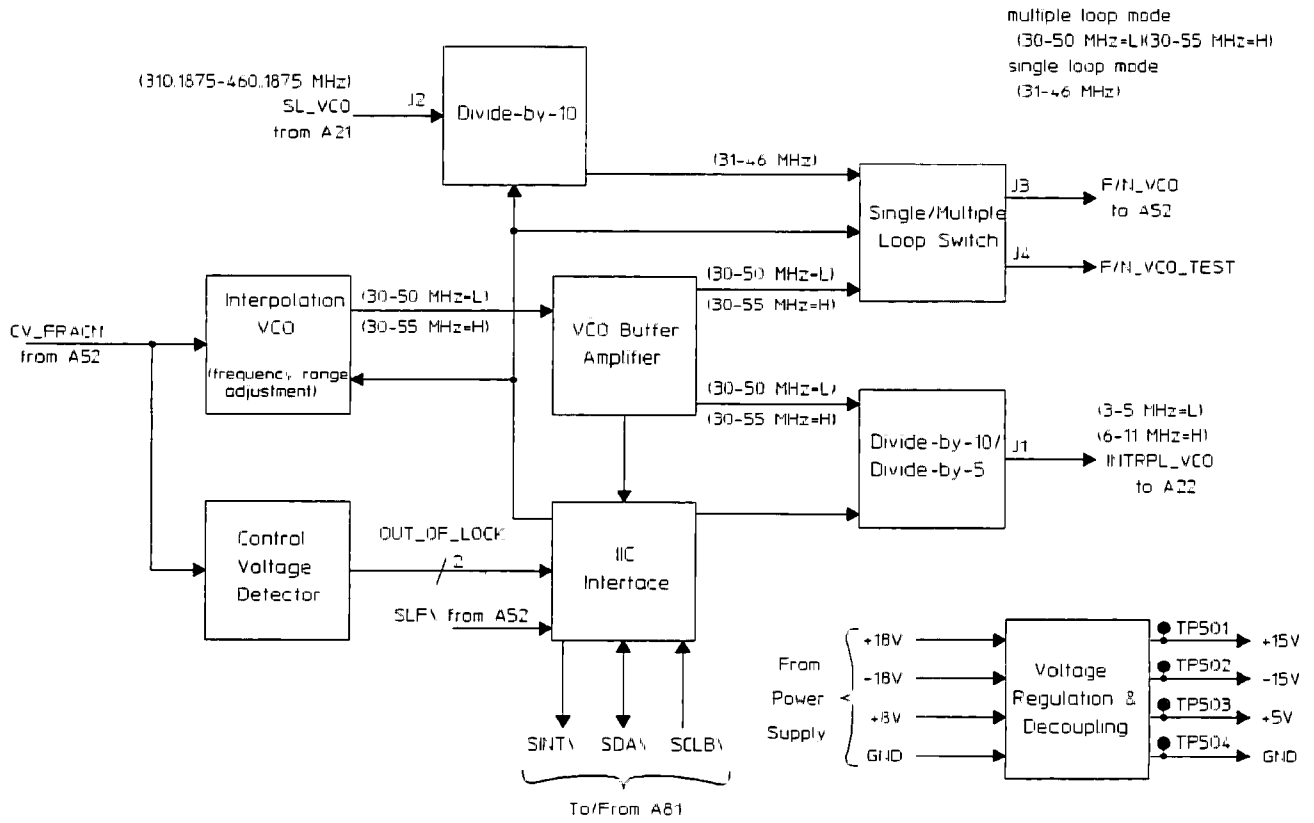 multiple loop mode
(30-50 MHz=L)(30-55 MHz=H)
single loop mode
(31-46 MHz)
(310.1875-460.1875 MHz)
SL_VCO
from A21
J2
Divide-by-10
(31-46 MHz)
Single/Multiple
Loop Switch
J3
F/N_VCO
to A52
J4
F/N_VCO_TEST
CV_FRACN
from A52
Interpolation
VCO
(frequency range
adjustment)
(30-50 MHz=L)
(30-55 MHz=H)
VCO Buffer
Amplifier
(30-50 MHz=L)
(30-55 MHz=H)
(30-50 MHz=L)
(30-55 MHz=H)
Divide-by-10/
Divide-by-5
J1
(3-5 MHz=L)
(6-11 MHz=H)
INTRPL_VCO
to A22
Control
Voltage
Detector
OUT_OF_LOCK
2
IIC
Interface
SLF\ from A52
SINT\ SDA\ SCLB\
To/From A81
From
Power
Supply
+18V
-18V
+8V
GND
Voltage
Regulation &
Decoupling
TP501
+15V
TP502
-15V
TP503
+5V
TP504
GND